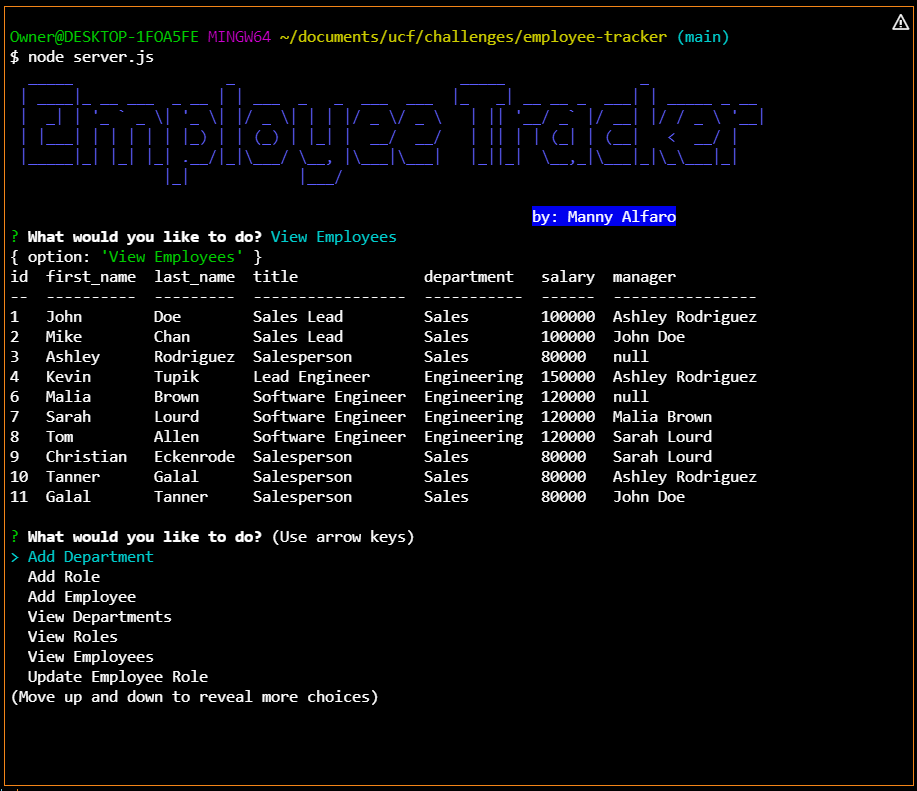 Owner@DESKTOP-1FOA5FE MINGW64 ~/documents/ucf/challenges/employee-tracker (main)
$ node server.js
Employee Tracker
by: Manny Alfaro
? What would you like to do? View Employees
{ option: 'View Employees' }
id  first_name  last_name  title              department   salary  manager
--  ----------  ---------  -----------------  -----------  ------  ----------------
1   John        Doe        Sales Lead         Sales        100000  Ashley Rodriguez
2   Mike        Chan       Sales Lead         Sales        100000  John Doe
3   Ashley      Rodriguez  Salesperson        Sales        80000   null
4   Kevin       Tupik      Lead Engineer      Engineering  150000  Ashley Rodriguez
6   Malia       Brown      Software Engineer  Engineering  120000  null
7   Sarah       Lourd      Software Engineer  Engineering  120000  Malia Brown
8   Tom         Allen      Software Engineer  Engineering  120000  Sarah Lourd
9   Christian   Eckenrode  Salesperson        Sales        80000   Sarah Lourd
10  Tanner      Galal      Salesperson        Sales        80000   Ashley Rodriguez
11  Galal       Tanner     Salesperson        Sales        80000   John Doe
? What would you like to do? (Use arrow keys)
> Add Department
  Add Role
  Add Employee
  View Departments
  View Roles
  View Employees
  Update Employee Role
(Move up and down to reveal more choices)